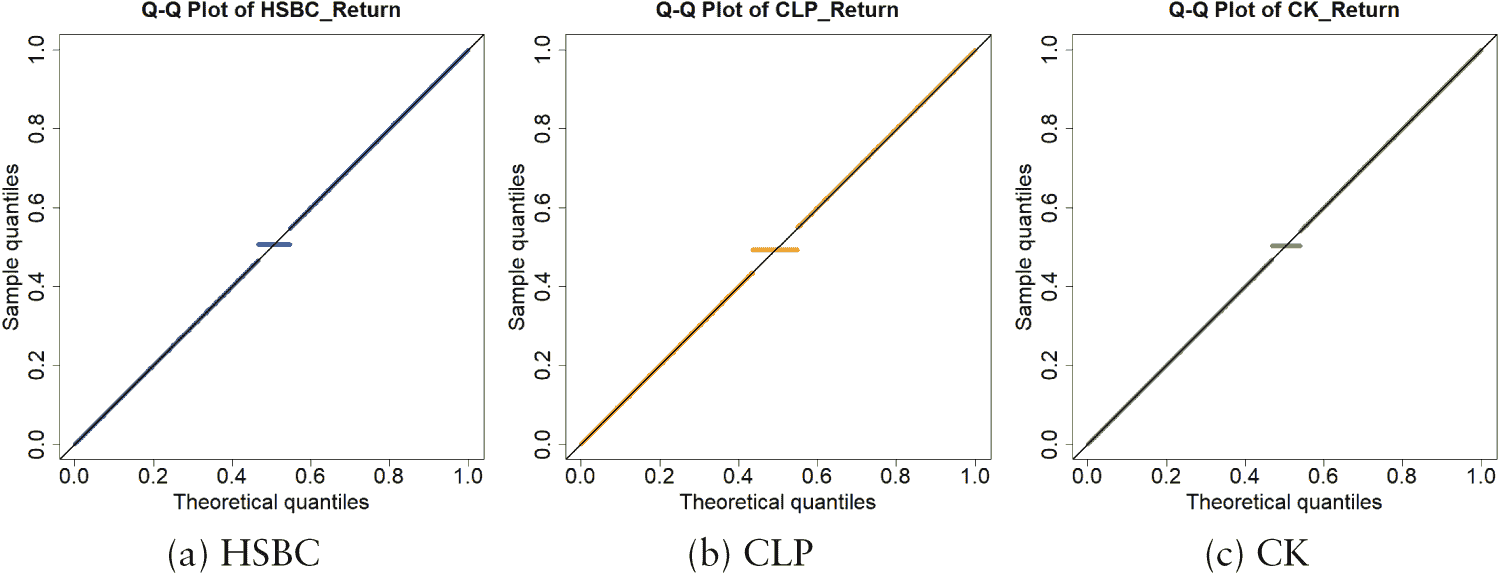 Q-Q Plot of HSBC_Return
Sample quantiles
1.0
0.8
0.6
0.4
0.2
0.0
0.0 0.2 0.4 0.6 0.8 1.0
Theoretical quantiles
(a) HSBC
Q-Q Plot of CLP_Return
Sample quantiles
1.0
0.8
0.6
0.4
0.2
0.0
0.0 0.2 0.4 0.6 0.8 1.0
Theoretical quantiles
(b) CLP
Q-Q Plot of CK_Return
Sample quantiles
1.0
0.8
0.6
0.4
0.2
0.0
0.0 0.2 0.4 0.6 0.8 1.0
Theoretical quantiles
(c) CK